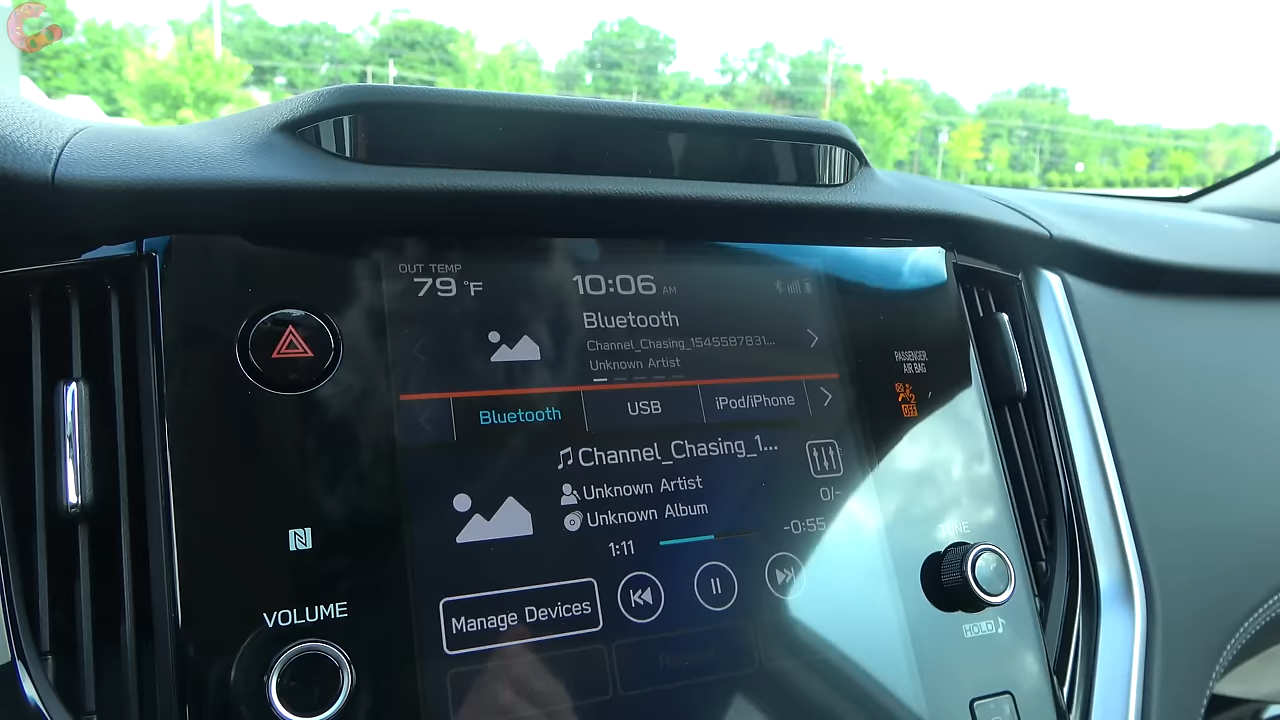 OUT TEMP
79 °F
10:06 AM
Bluetooth
Channel_Chasing_1545587831...
Unknown Artist
PASSENGER
AIR BAG
OFF
Bluetooth
USB
iPod/iPhone
Channel_Chasing_1...
Unknown Artist
0/-
Unknown Album
1:11
-0:55
TUNE
Manage Devices
VOLUME
HOLD